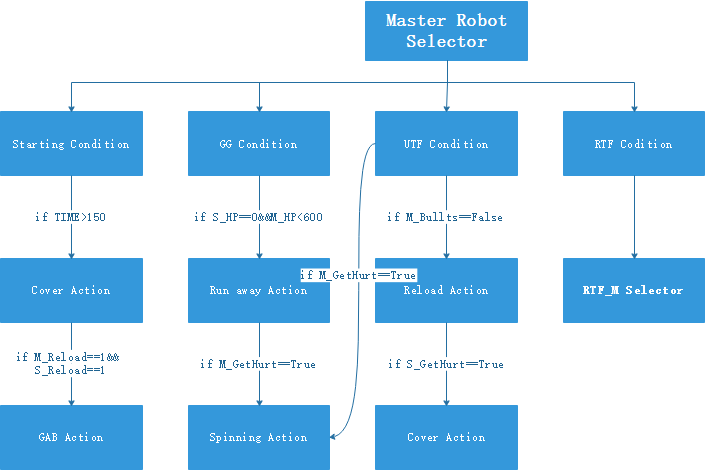 Master Robot
Selector
Starting Condition
GG Condition
UTF Condition
RTF Codition
if TIME>150
if S_HP==0&&M_HP<600
if M_Bullts==False
if M_GetHurt==True
Cover Action
Run away Action
Reload Action
RTF_M Selector
if M_Reload==1&&
S_Reload==1
if M_GetHurt==True
if S_GetHurt==True
GAB Action
Spinning Action
Cover Action